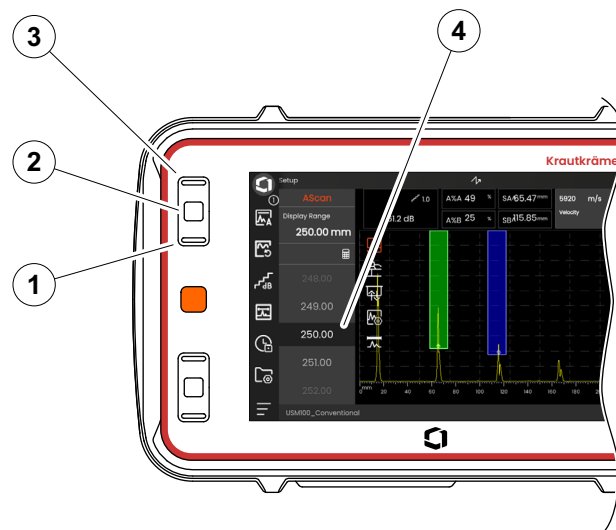 3
4
2
1
Krautkräme
Setup
AScan
Display Range
250.00 mm
248.00
249.00
250.00
251.00
252.00
1.0
51.2 dB
A%A 49 %
A%B 25 %
SA 65.47 mm
SB 115.85 mm
5920 m/s
Velocity
dB
mm 20 40 60 80 100 120 140 160 180
USM100_Conventional